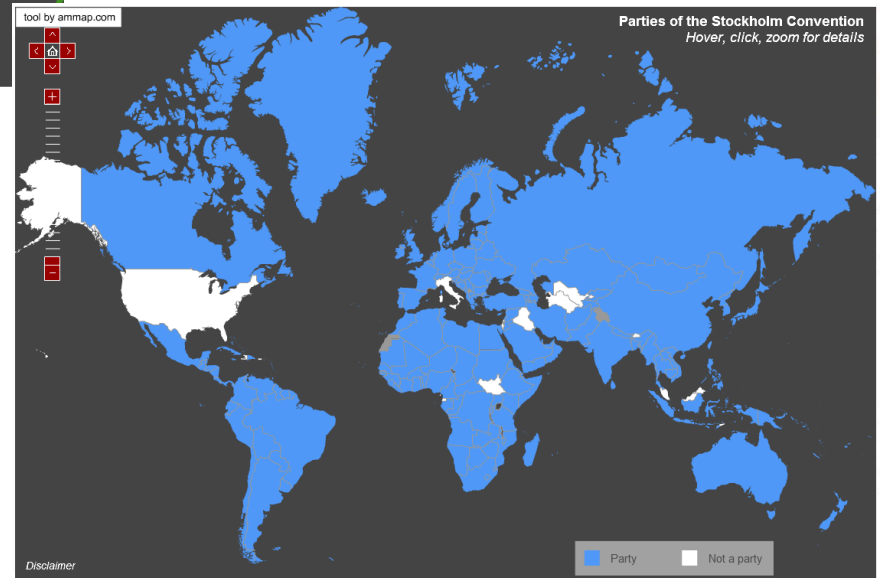 tool by ammap.com
Parties of the Stockholm Convention
Hover, click, zoom for details
+
−
Party
Not a party
Disclaimer